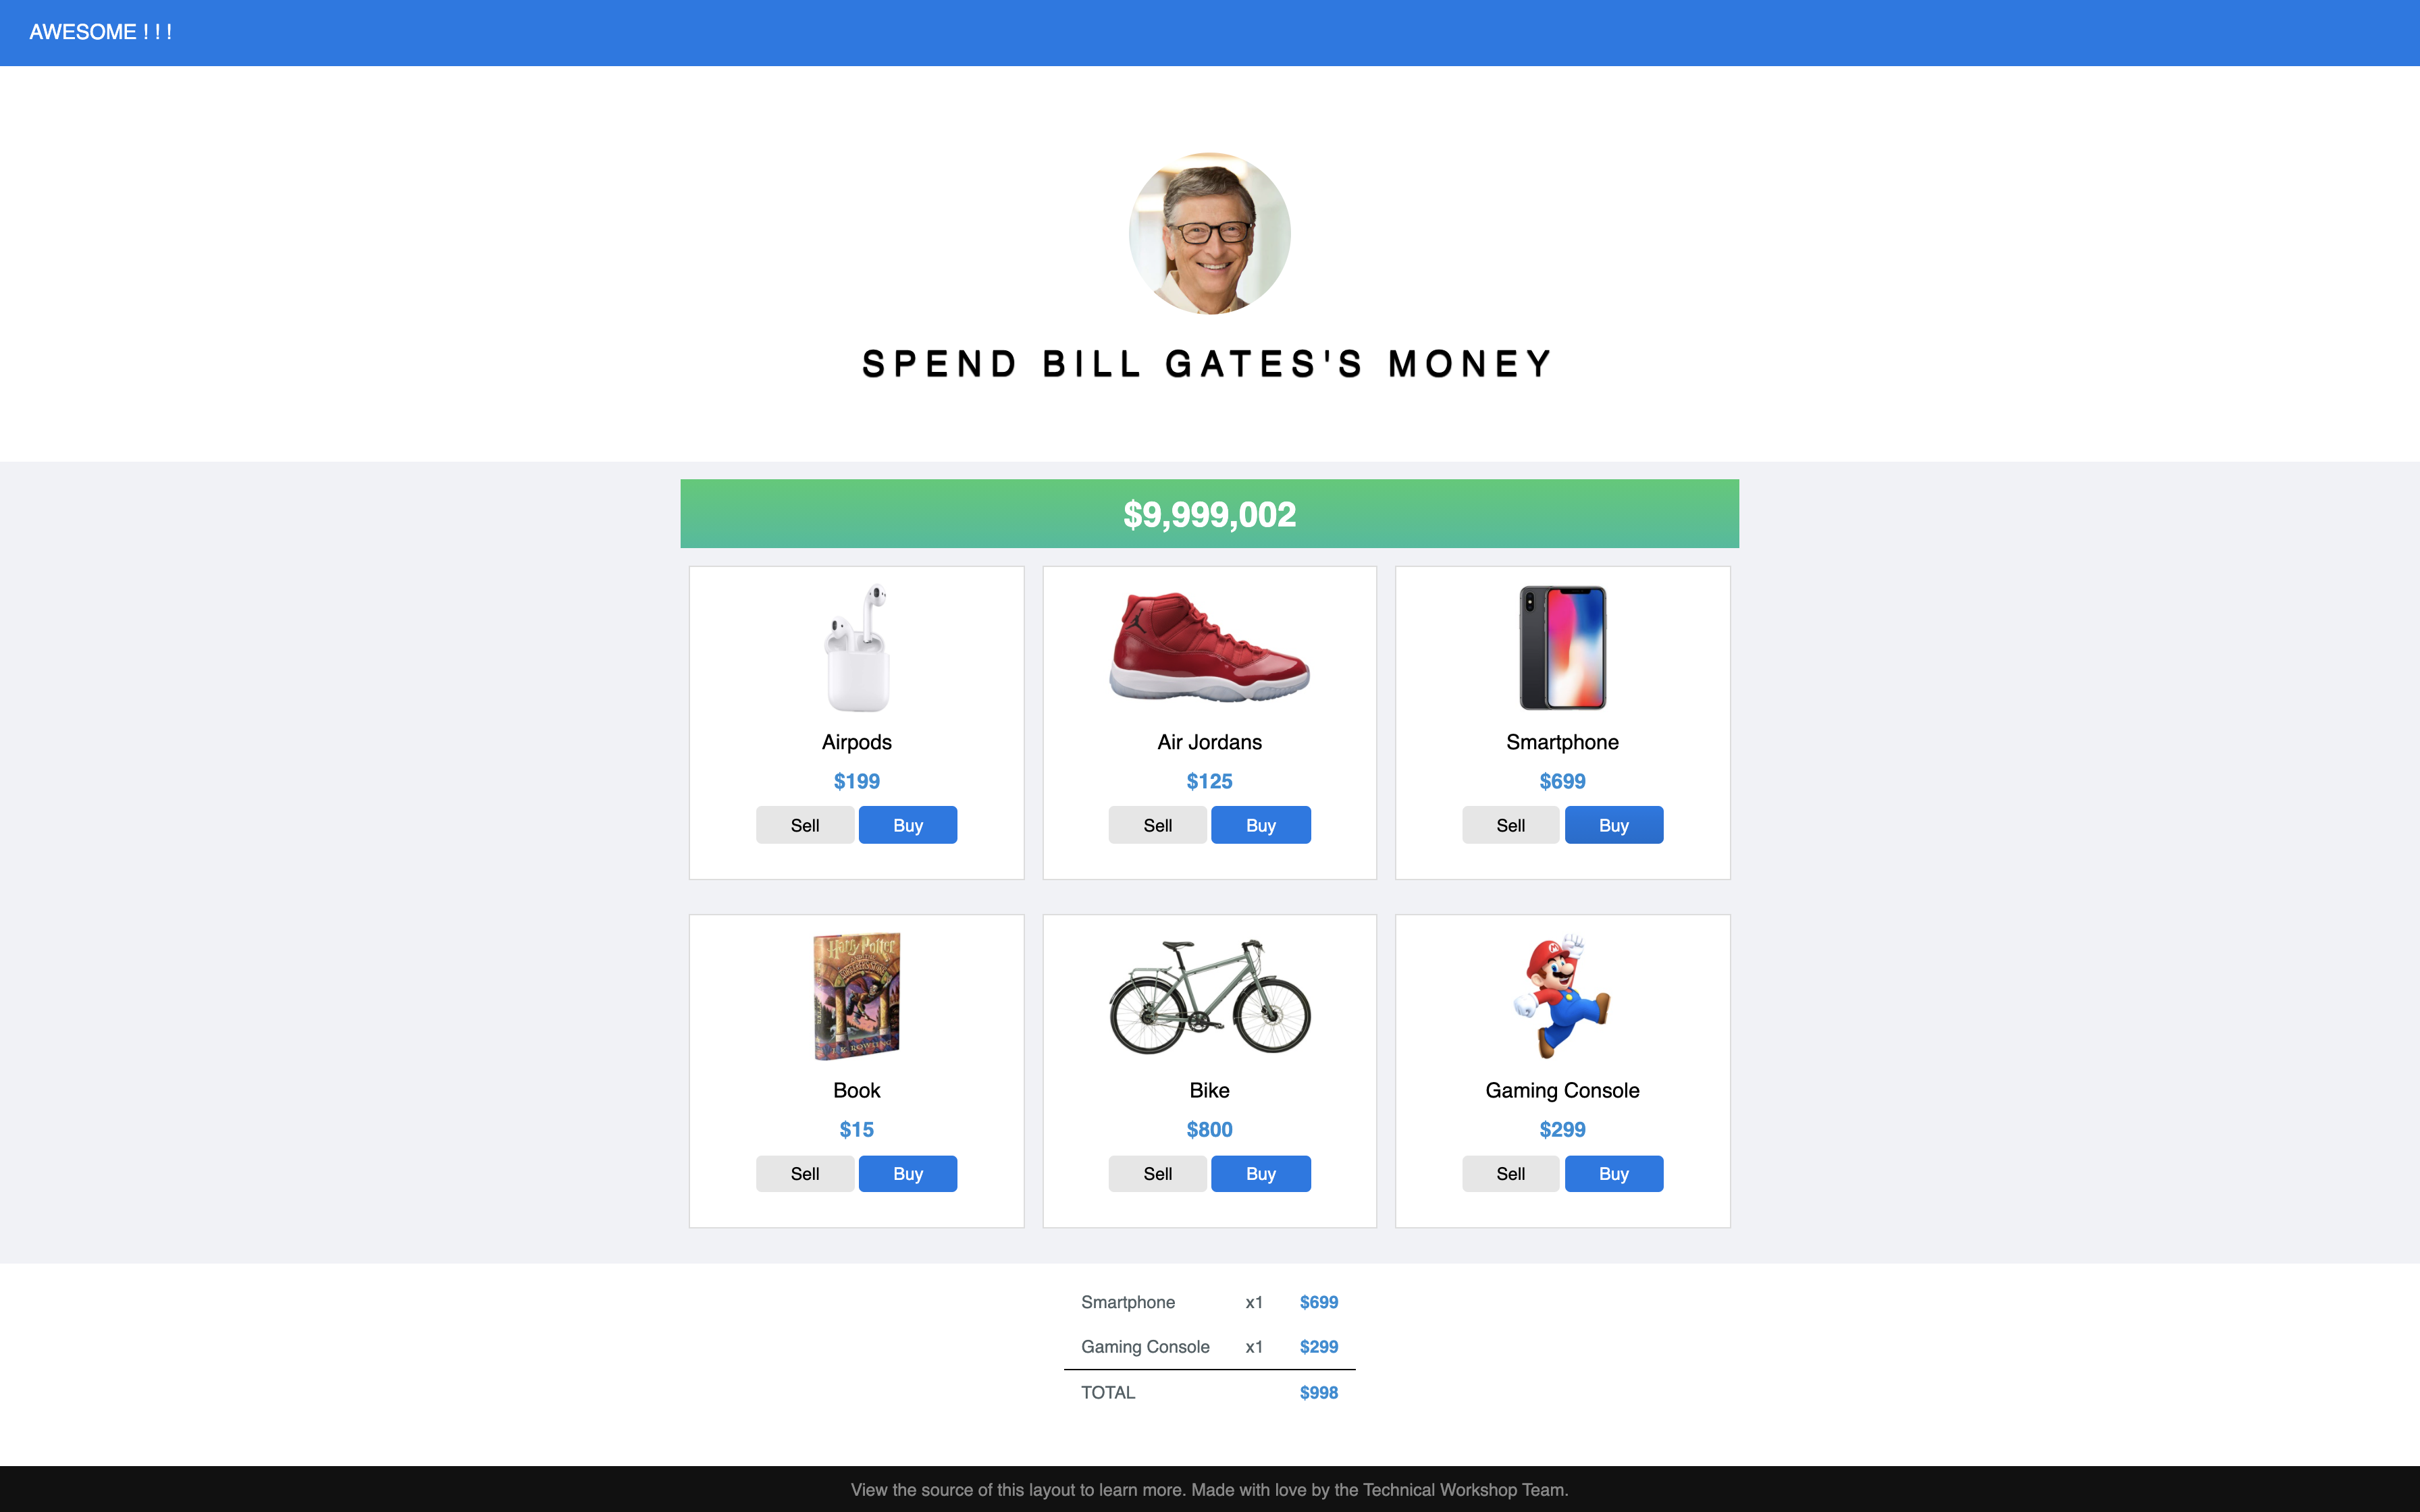 AWESOME ! ! !
SPEND BILL GATES'S MONEY
$9,999,002
Airpods
$199
Sell Buy
Air Jordans
$125
Sell Buy
Smartphone
$699
Sell Buy
Harry Potter
J. K. ROWLING
Book
$15
Sell Buy
Bike
$800
Sell Buy
M
Gaming Console
$299
Sell Buy
Smartphone x1 $699
Gaming Console x1 $299
TOTAL $998
View the source of this layout to learn more. Made with love by the Technical Workshop Team.